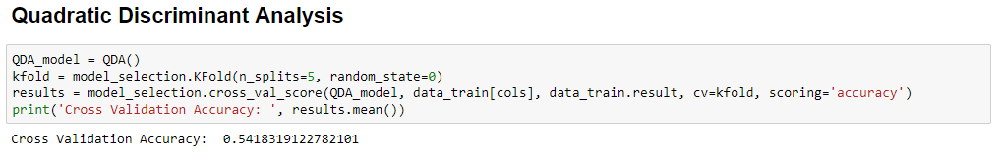 Quadratic Discriminant Analysis
QDA_model = QDA()
kfold = model_selection.KFold(n_splits=5, random_state=0)
results = model_selection.cross_val_score(QDA_model, data_train[cols], data_train.result, cv=kfold, scoring='accuracy')
print('Cross Validation Accuracy: ', results.mean())
Cross Validation Accuracy:  0.5418319122782101